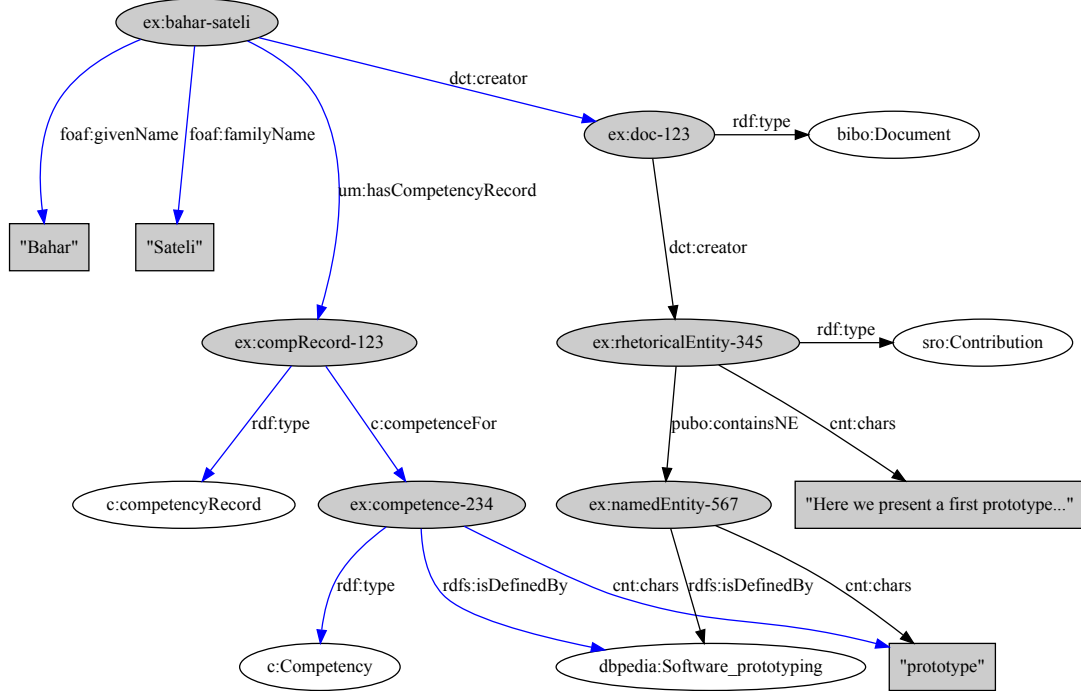 ex:bahar-sateli
dct:creator
foaf:givenName
foaf:familyName
ex:doc-123
rdf:type
bibo:Document
um:hasCompetencyRecord
"Bahar"
"Sateli"
dct:creator
ex:compRecord-123
ex:rhetoricalEntity-345
rdf:type
sro:Contribution
rdf:type
c:competenceFor
pubo:containsNE
cnt:chars
c:competencyRecord
ex:competence-234
ex:namedEntity-567
"Here we present a first prototype..."
rdf:type
rdfs:isDefinedBy
cnt:chars
rdfs:isDefinedBy
cnt:chars
c:Competency
dbpedia:Software_prototyping
"prototype"